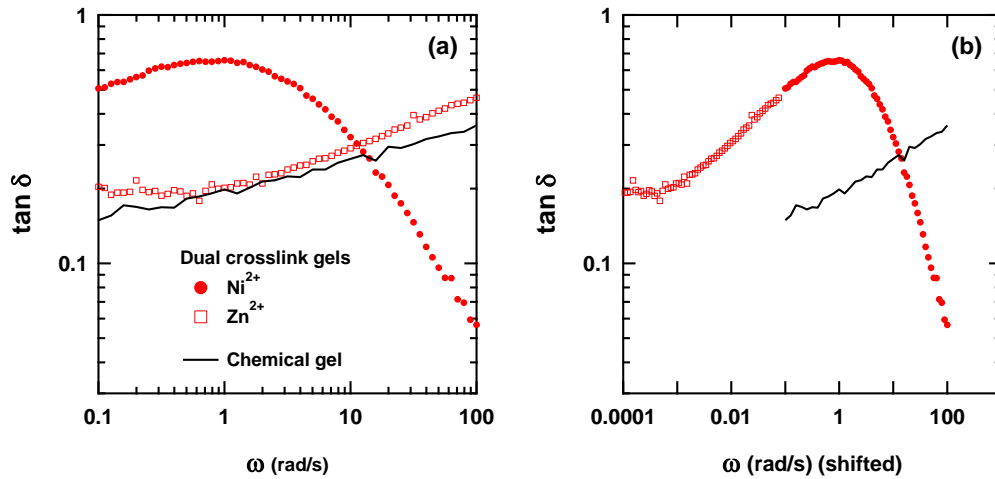 1
(a)
tan δ
0.1
Dual crosslink gels
Ni2+
Zn2+
Chemical gel
0.1
1
10
100
ω (rad/s)
1
(b)
tan δ
0.1
0.0001
0.01
1
100
ω (rad/s) (shifted)